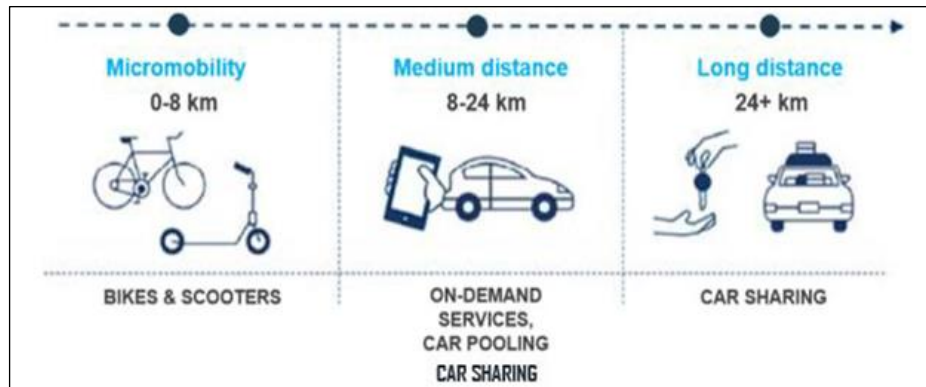 Micromobility
0-8 km
BIKES & SCOOTERS
Medium distance
8-24 km
ON-DEMAND
SERVICES,
CAR POOLING
CAR SHARING
Long distance
24+ km
CAR SHARING